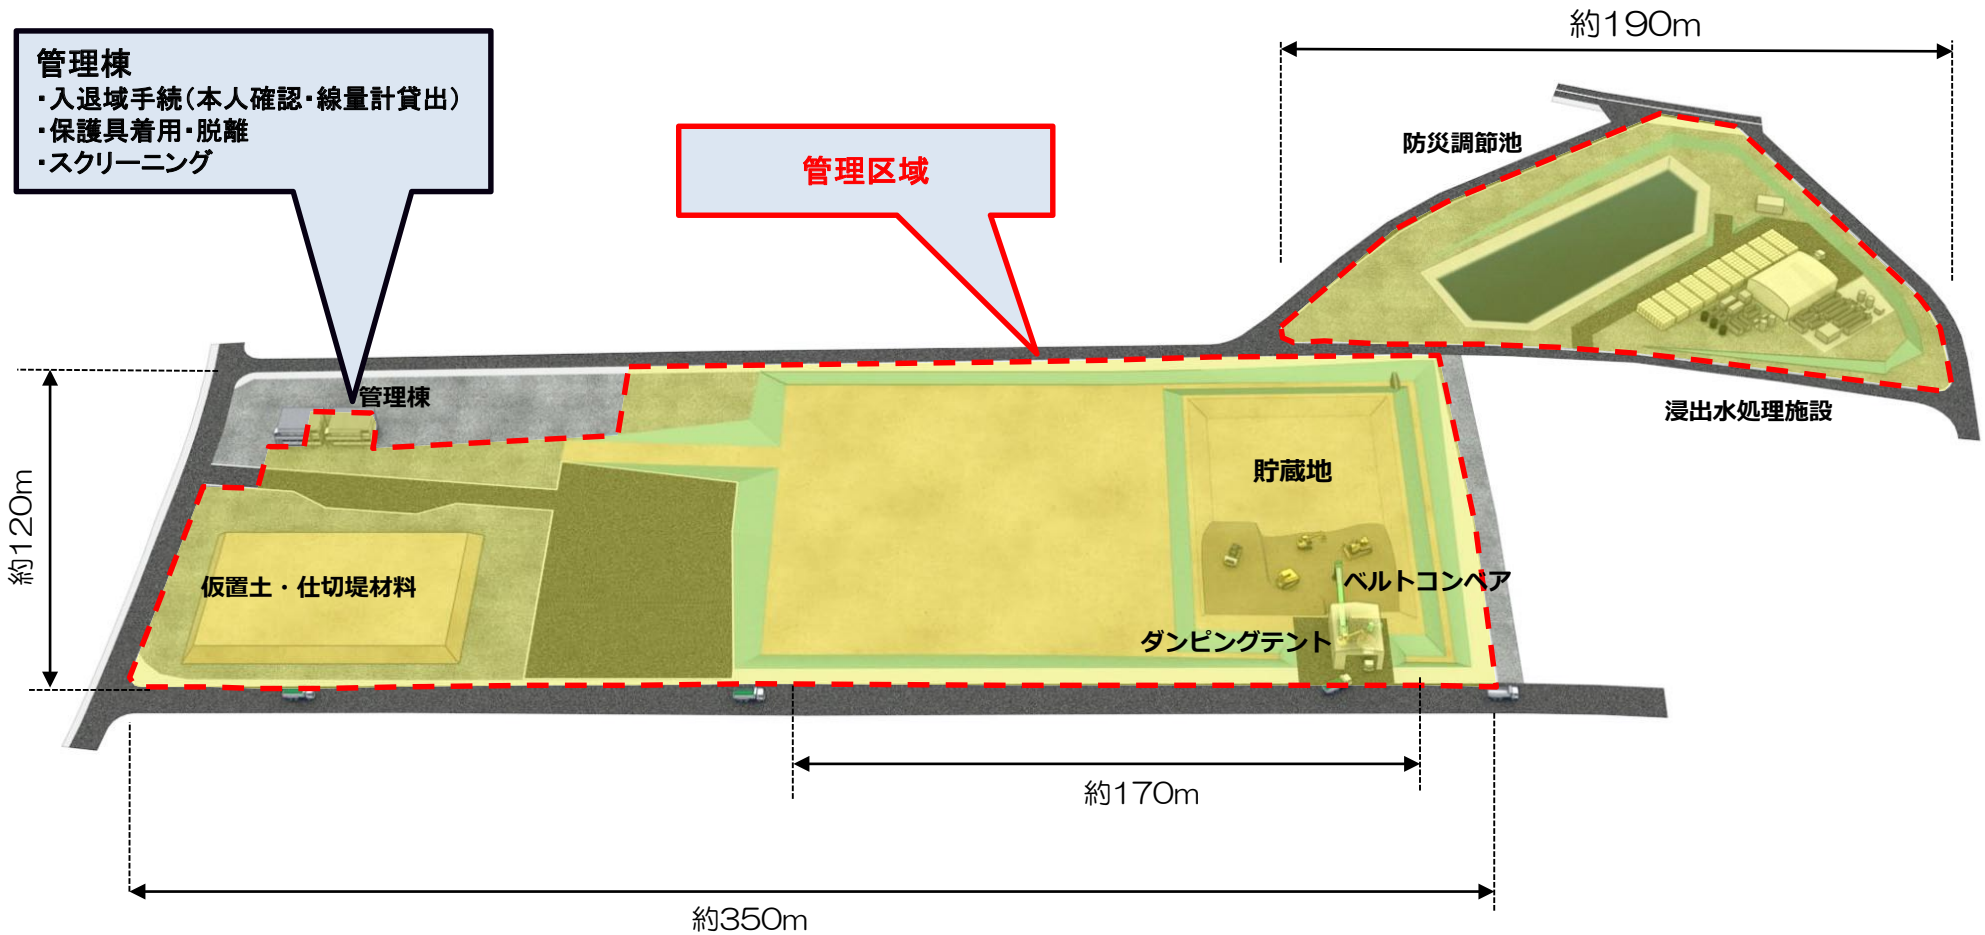 約190m
管理棟
・入退域手続(本人確認・線量計貸出)
・保護具着用・脱離
・スクリーニング
管理区域
防災調節池
管理棟
浸出水処理施設
貯蔵地
約120m
仮置土・仕切堤材料
ベルトコンベア
ダンピングテント
約170m
約350m